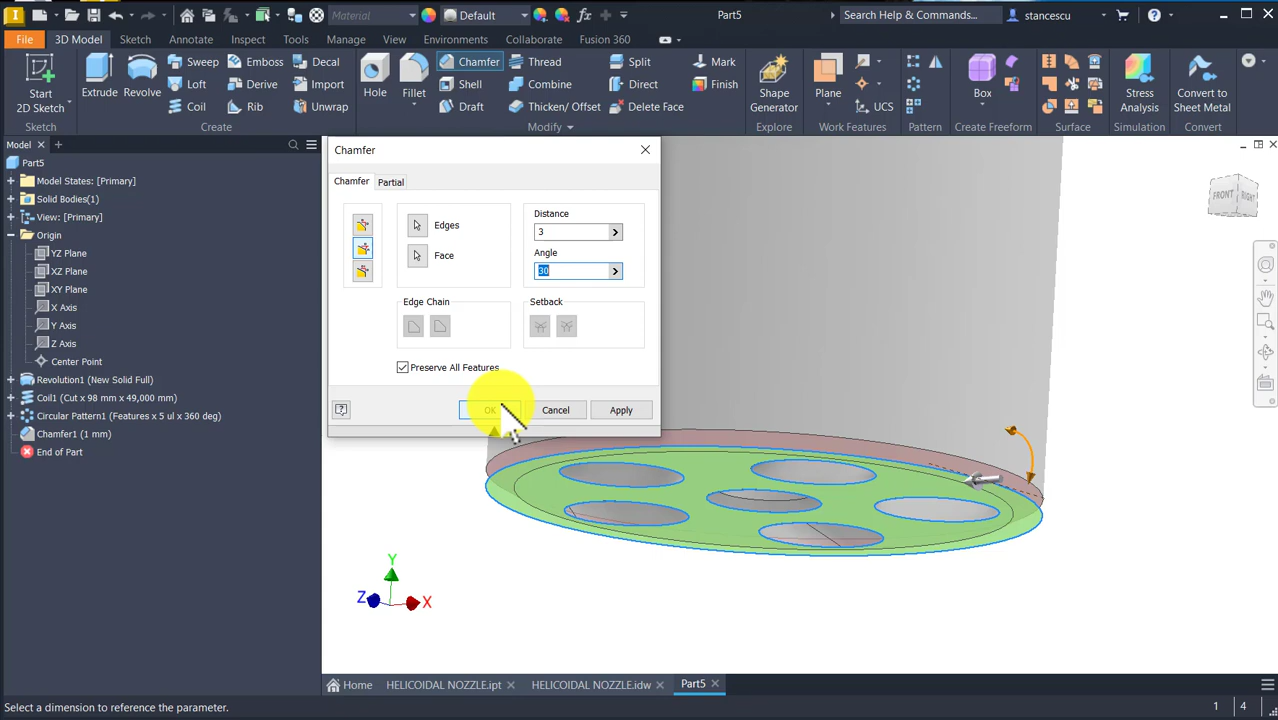 Material
Default
Part5
Search Help & Commands...
stancescu
File
3D Model
Sketch
Annotate
Inspect
Tools
Manage
View
Environments
Collaborate
Fusion 360
Start
2D Sketch
Extrude
Revolve
Sweep
Loft
Coil
Emboss
Derive
Rib
Decal
Import
Unwrap
Hole
Fillet
Chamfer
Shell
Draft
Thread
Combine
Thicken/ Offset
Split
Direct
Delete Face
Mark
Finish
Shape
Generator
Plane
UCS
Box
Stress
Analysis
Convert to
Sheet Metal
Sketch
Create
Modify
Explore
Work Features
Pattern
Create Freeform
Surface
Simulation
Convert
Model
Part5
Model States: [Primary]
Solid Bodies(1)
View: [Primary]
Origin
YZ Plane
XZ Plane
XY Plane
X Axis
Y Axis
Z Axis
Center Point
Revolution1 (New Solid Full)
Coil1 (Cut x 98 mm x 49,000 mm)
Circular Pattern1 (Features x 5 ul x 360 deg)
Chamfer1 (1 mm)
End of Part
Chamfer
Chamfer
Partial
Edges
Face
Distance
3
Angle
30
Edge Chain
Setback
Preserve All Features
OK
Cancel
Apply
FRONT
RIGHT
Y
Z
X
Home
HELICOIDAL NOZZLE.ipt
HELICOIDAL NOZZLE.idw
Part5
Select a dimension to reference the parameter.
1
4